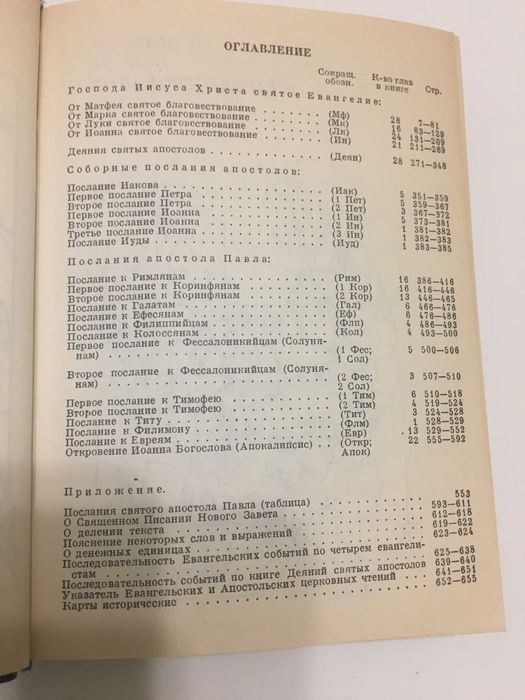 ОГЛАВЛЕНИЕ
Сокращ. обозн. К-во глав в книге Стр.
Господа Иисуса Христа святое Евангелие:
От Матфея святое благовествование (Мф) 28 7—81
От Марка святое благовествование (Мк) 16 83—129
От Луки святое благовествование (Лк) 24 131—209
От Иоанна святое благовествование (Ин) 21 211—269
Деяния святых апостолов (Деян) 28 271—348
Соборные послания апостолов:
Послание Иакова (Иак) 5 351—359
Первое послание Петра (1 Пет) 5 359—367
Второе послание Петра (2 Пет) 3 367—372
Первое послание Иоанна (1 Ин) 5 373—381
Второе послание Иоанна (2 Ин) 1 381—382
Третье послание Иоанна (3 Ин) 1 382—383
Послание Иуды (Иуд) 1 383—385
Послания апостола Павла:
Послание к Римлянам (Рим) 16 386—416
Первое послание к Коринфянам (1 Кор) 16 416—446
Второе послание к Коринфянам (2 Кор) 13 446—465
Послание к Галатам (Гал) 6 466—476
Послание к Ефесянам (Еф) 6 476—486
Послание к Филиппийцам (Флп) 4 486—493
Послание к Колоссянам (Кол) 4 493—500
Первое послание к Фессалоникийцам (Солуня-
нам) (1 Фес; 5 500—506
1 Сол)
Второе послание к Фессалоникийцам (Солуня-
нам) (2 Фес; 3 507—510
2 Сол)
Первое послание к Тимофею (1 Тим) 6 510—518
Второе послание к Тимофею (2 Тим) 4 519—524
Послание к Титу (Тит) 3 524—528
Послание к Филимону (Флм) 1 528—529
Послание к Евреям (Евр) 13 529—552
Откровение Иоанна Богослова (Апокалипсис) (Откр; 22 555—592
Апок)
Приложение.
Послания святого апостола Павла (таблица) 553
О Священном Писании Нового Завета 593—611
О делении текста 612—618
Пояснение некоторых слов и выражений 619—622
О денежных единицах 623—624
Последовательность Евангельских событий по четырем евангели-
стам 625—638
Последовательность событий по книге Деяний святых апостолов 639—640
Указатель Евангельских и Апостольских церковных чтений 641—651
Карты исторические 652—655